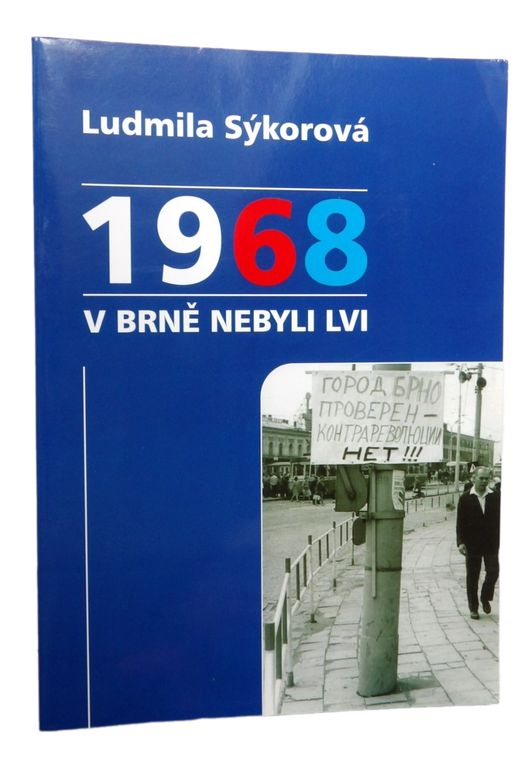 Ludmila Sýkorová
1968
V BRNĚ NEBYLI LVI
ГОРОД БРНО
ПРОВЕРЕН –
КОНТРАРЕВОЛЮЦИИ
НЕТ!!!